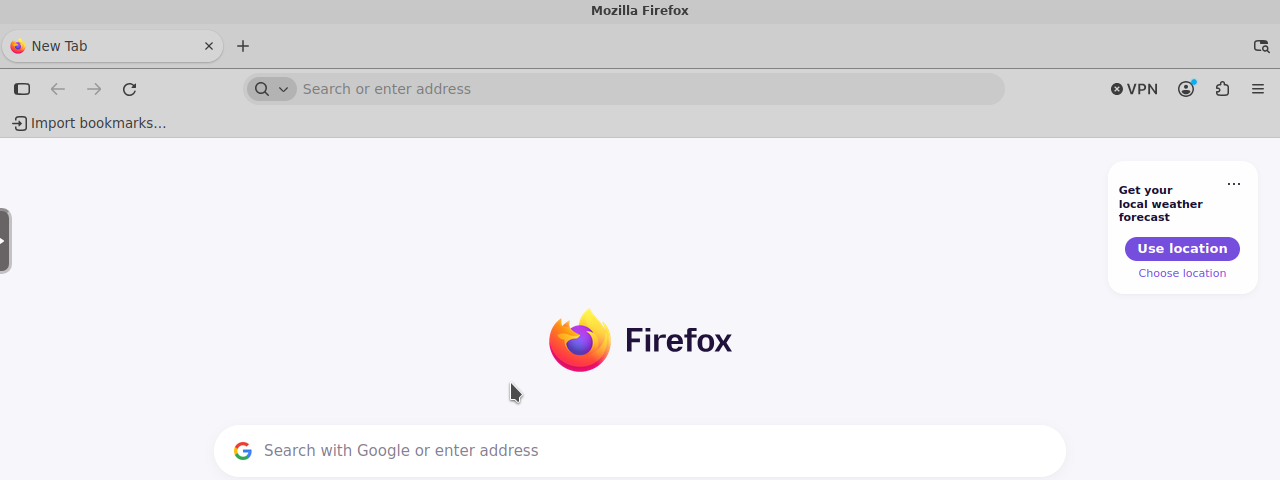 Mozilla Firefox
New Tab
Search or enter address
VPN
Import bookmarks…
Get your
local weather
forecast
Use location
Choose location
Firefox
Search with Google or enter address